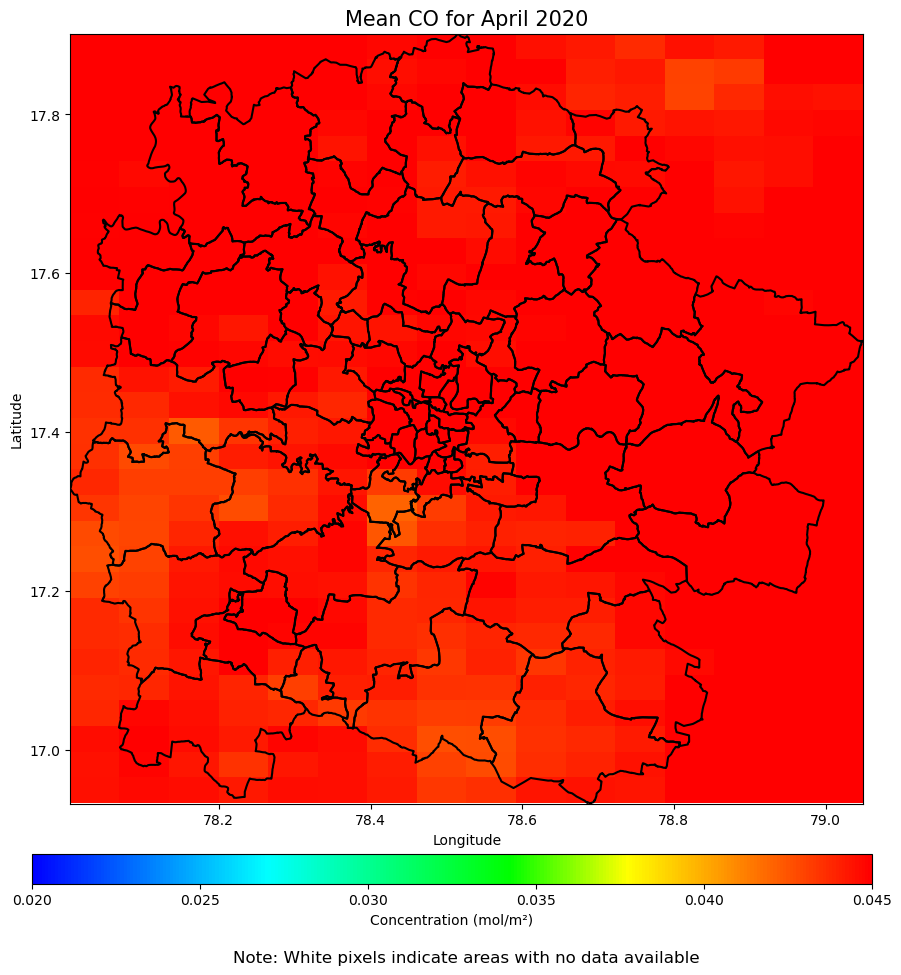 Mean CO for April 2020
17.8
17.6
17.4
17.2
17.0
Latitude
78.2 78.4 78.6 78.8 79.0
Longitude
0.020 0.025 0.030 0.035 0.040 0.045
Concentration (mol/m²)
Note: White pixels indicate areas with no data available